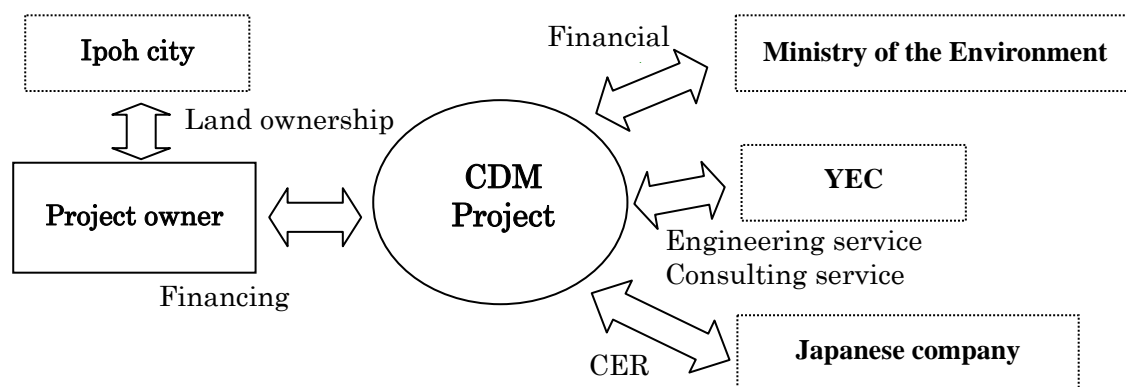 Ipoh city
Land ownership
Project owner
Financing
CDM
Project
Financial
Ministry of the Environment
YEC
Engineering service
Consulting service
CER
Japanese company